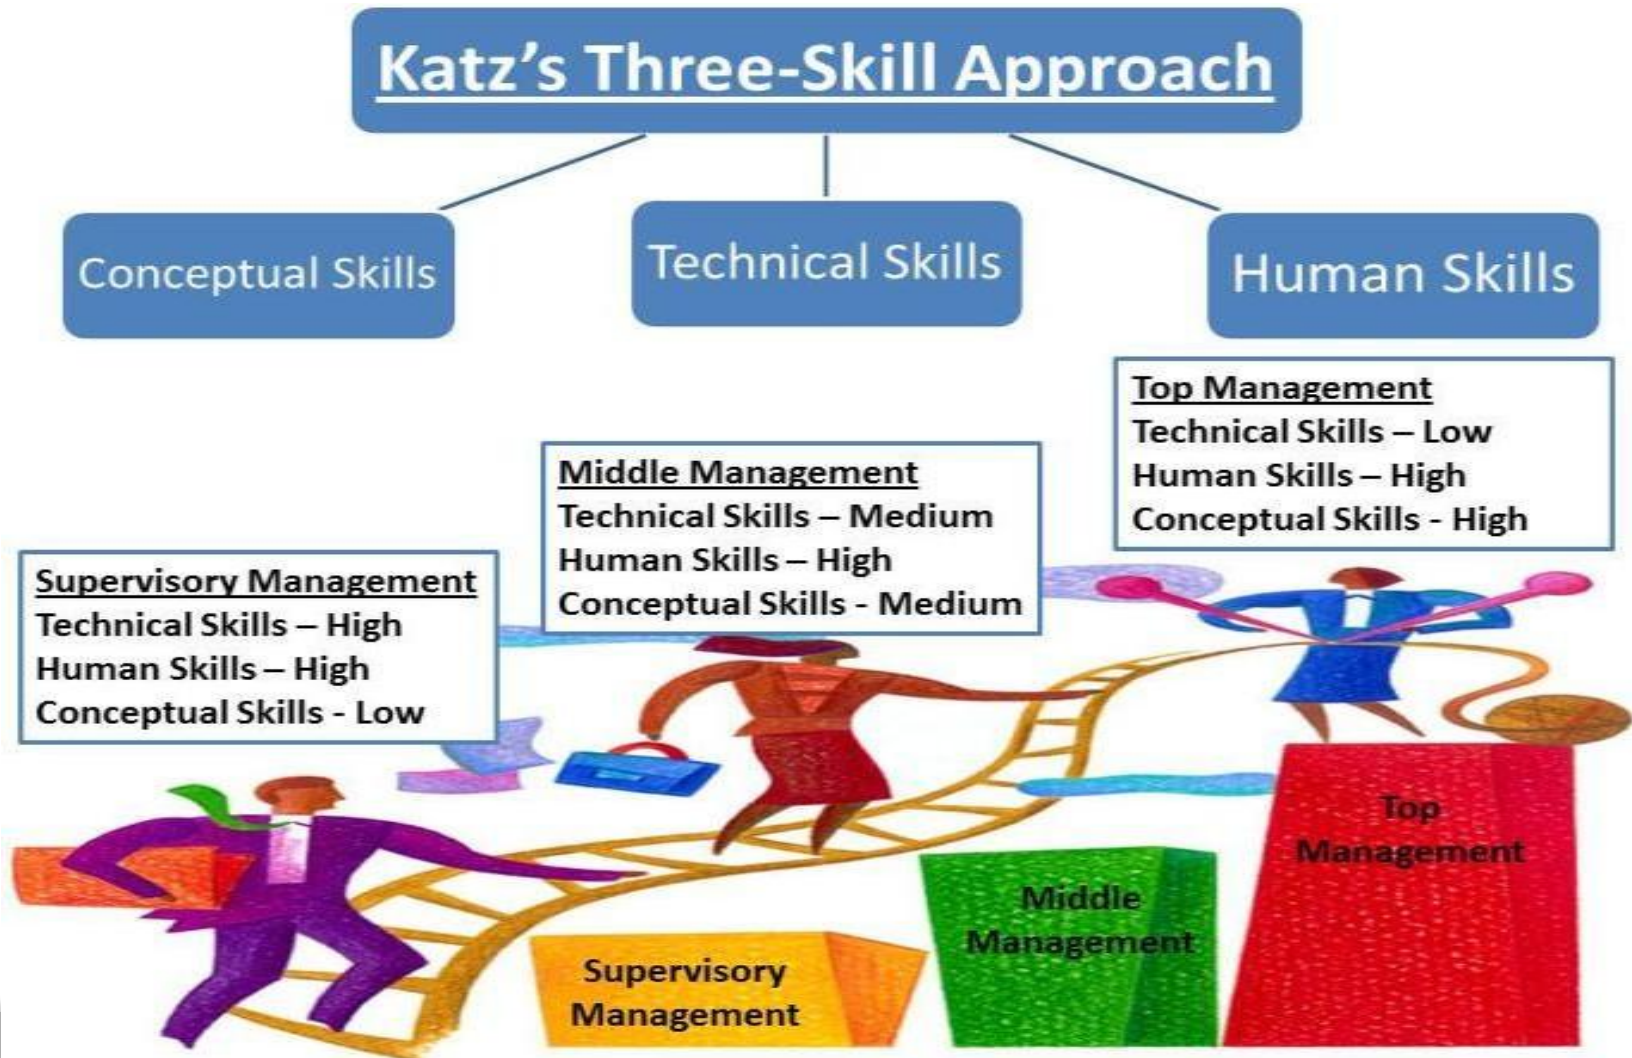 Katz’s Three-Skill Approach
Conceptual Skills
Technical Skills
Human Skills
Top Management
Technical Skills – Low
Human Skills – High
Conceptual Skills - High
Middle Management
Technical Skills – Medium
Human Skills – High
Conceptual Skills - Medium
Supervisory Management
Technical Skills – High
Human Skills – High
Conceptual Skills - Low
Top
Management
Middle
Management
Supervisory
Management